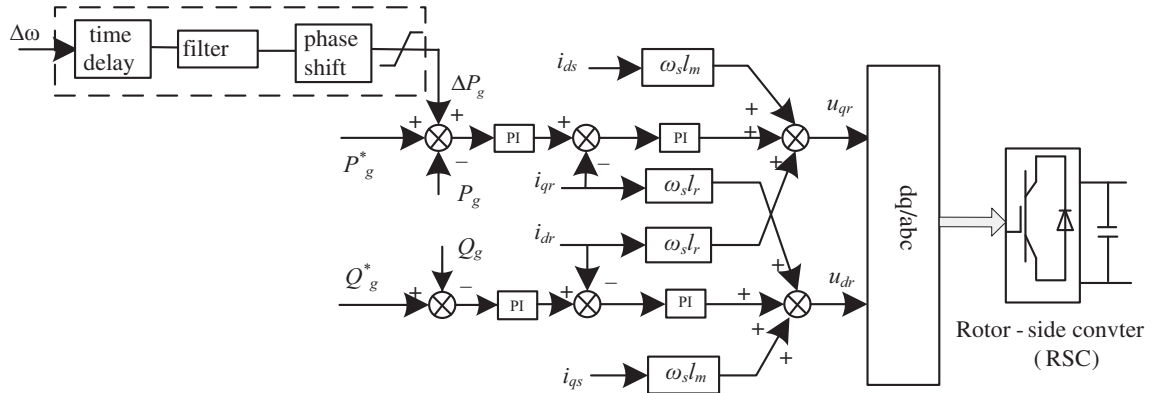 Δω
time delay
filter
phase shift
ΔP_g
i_ds
ω_s l_m
+
+
+
u_qr
P*_g
+
+
−
PI
+
−
PI
P_g
i_qr
ω_s l_r
dq/abc
i_dr
ω_s l_r
Q_g
Q*_g
+
−
PI
+
−
PI
+
+
+
+
u_dr
i_qs
ω_s l_m
Rotor - side convter
( RSC)